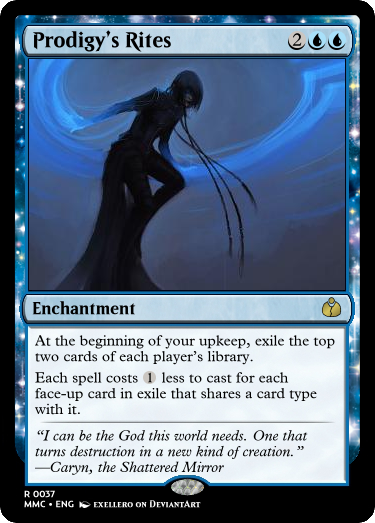 Prodigy's Rites 2
Enchantment
At the beginning of your upkeep, exile the top
two cards of each player's library.
Each spell costs 1 less to cast for each
face-up card in exile that shares a card type
with it.
“I can be the God this world needs. One that
turns destruction in a new kind of creation.”
—Caryn, the Shattered Mirror
R 0037
MMC • ENG EXELLERO ON DEVIANTART